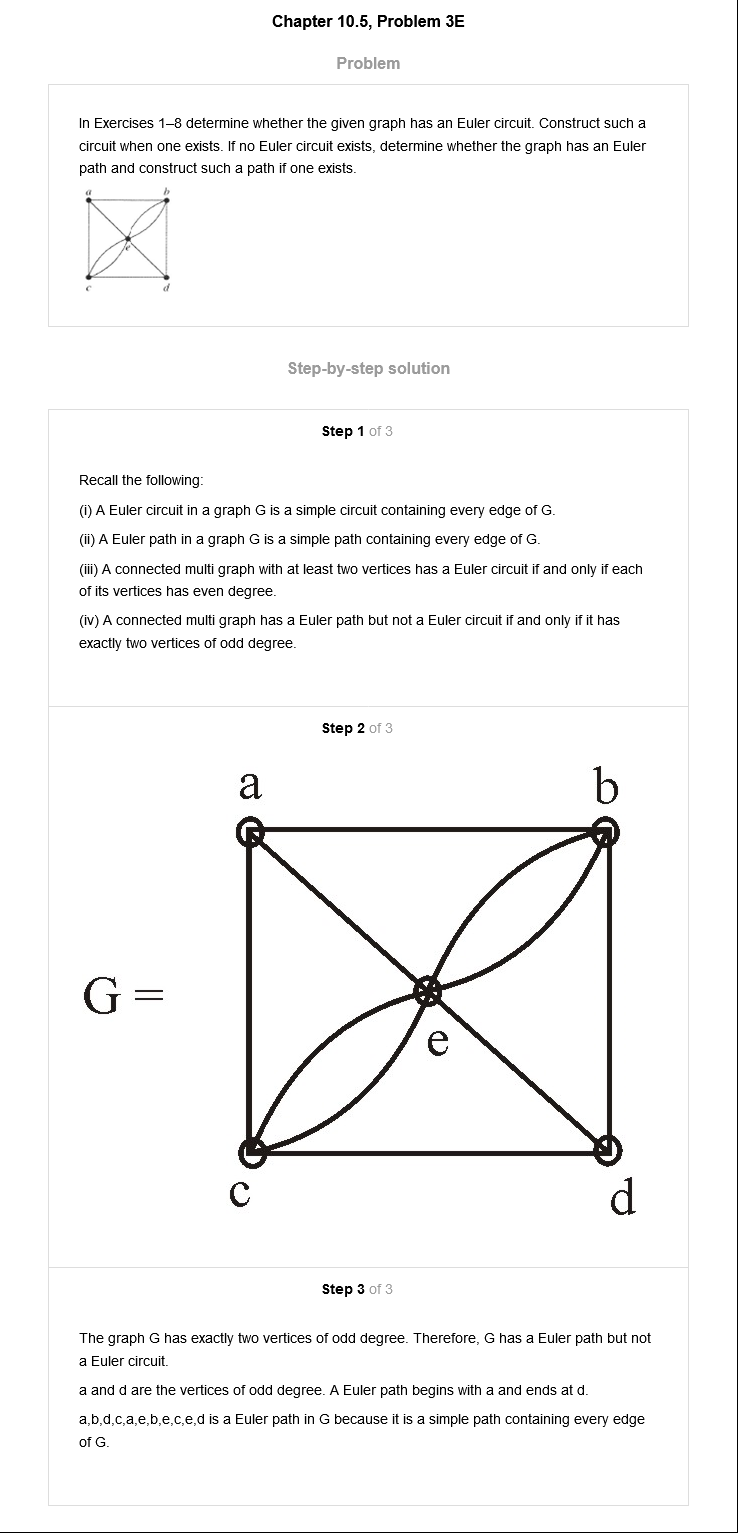 Chapter 10.5, Problem 3E
Problem
In Exercises 1–8 determine whether the given graph has an Euler circuit. Construct such a
circuit when one exists. If no Euler circuit exists, determine whether the graph has an Euler
path and construct such a path if one exists.
a b
e
c d
Step-by-step solution
Step 1 of 3
Recall the following:
(i) A Euler circuit in a graph G is a simple circuit containing every edge of G.
(ii) A Euler path in a graph G is a simple path containing every edge of G.
(iii) A connected multi graph with at least two vertices has a Euler circuit if and only if each
of its vertices has even degree.
(iv) A connected multi graph has a Euler path but not a Euler circuit if and only if it has
exactly two vertices of odd degree.
Step 2 of 3
a b
G =
e
c d
Step 3 of 3
The graph G has exactly two vertices of odd degree. Therefore, G has a Euler path but not
a Euler circuit.
a and d are the vertices of odd degree. A Euler path begins with a and ends at d.
a,b,d,c,a,e,b,e,c,e,d is a Euler path in G because it is a simple path containing every edge
of G.